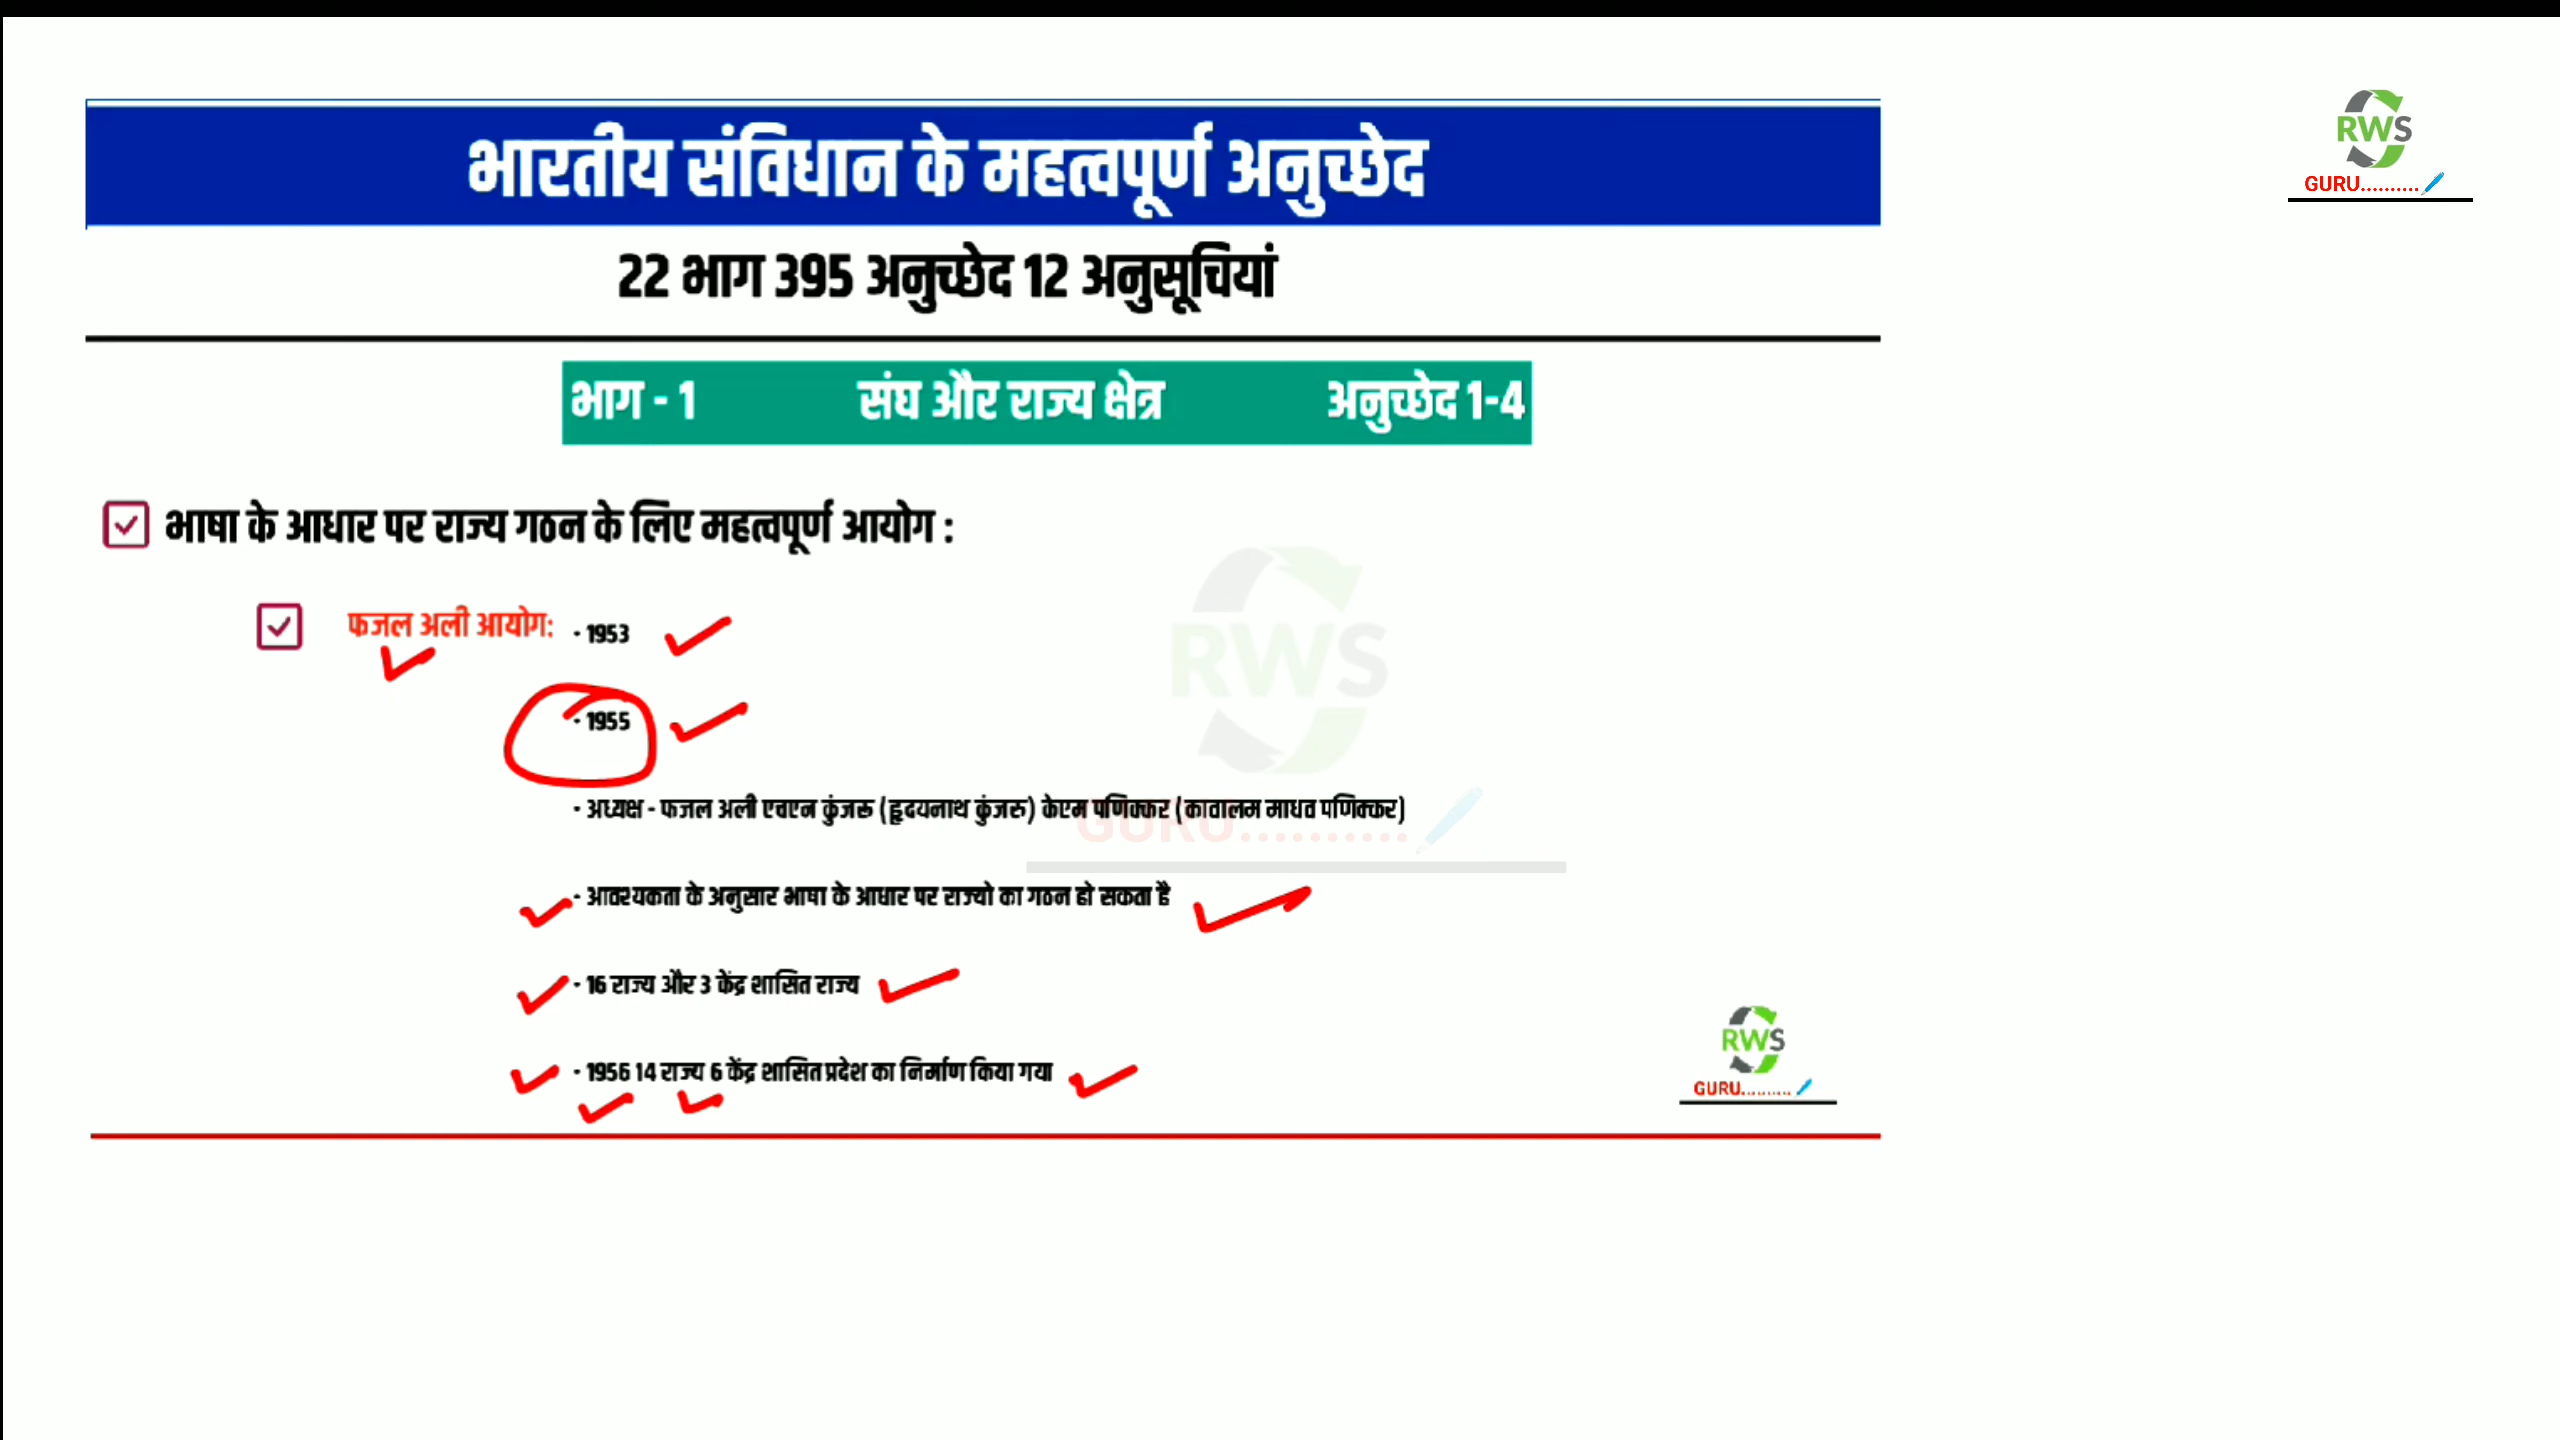 भारतीय संविधान के महत्वपूर्ण अनुच्छेद
RWS
GURU..........
22 भाग 395 अनुच्छेद 12 अनुसूचियां
भाग - 1 संघ और राज्य क्षेत्र अनुच्छेद 1-4
भाषा के आधार पर राज्य गठन के लिए महत्वपूर्ण आयोग :
फजल अली आयोग: - 1953
- 1955
RWS
- अध्यक्ष - फजल अली एचएन कुंजरू (हृदयनाथ कुंजरु) केएम पणिक्कर (कावालम माधव पणिक्कर)
GURU..........
- आवश्यकता के अनुसार भाषा के आधार पर राज्यो का गठन हो सकता है
- 16 राज्य और 3 केंद्र शासित राज्य
- 1956 14 राज्य 6 केंद्र शासित प्रदेश का निर्माण किया गया
RWS
GURU..........